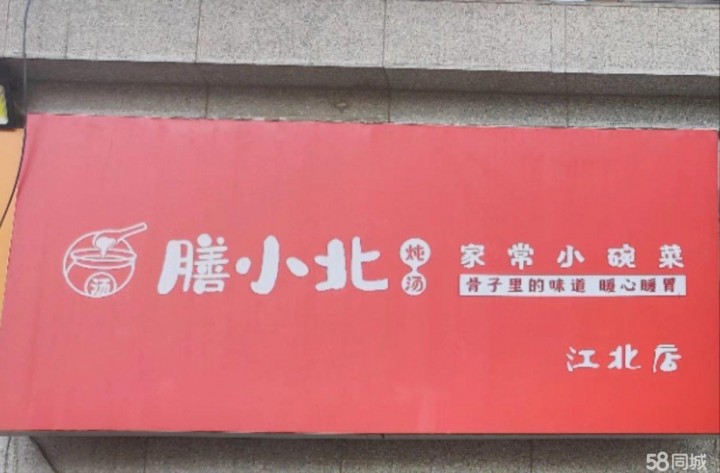 汤
膳小北
炖汤
家常小碗菜
骨子里的味道 暖心暖胃
江北店
58同城